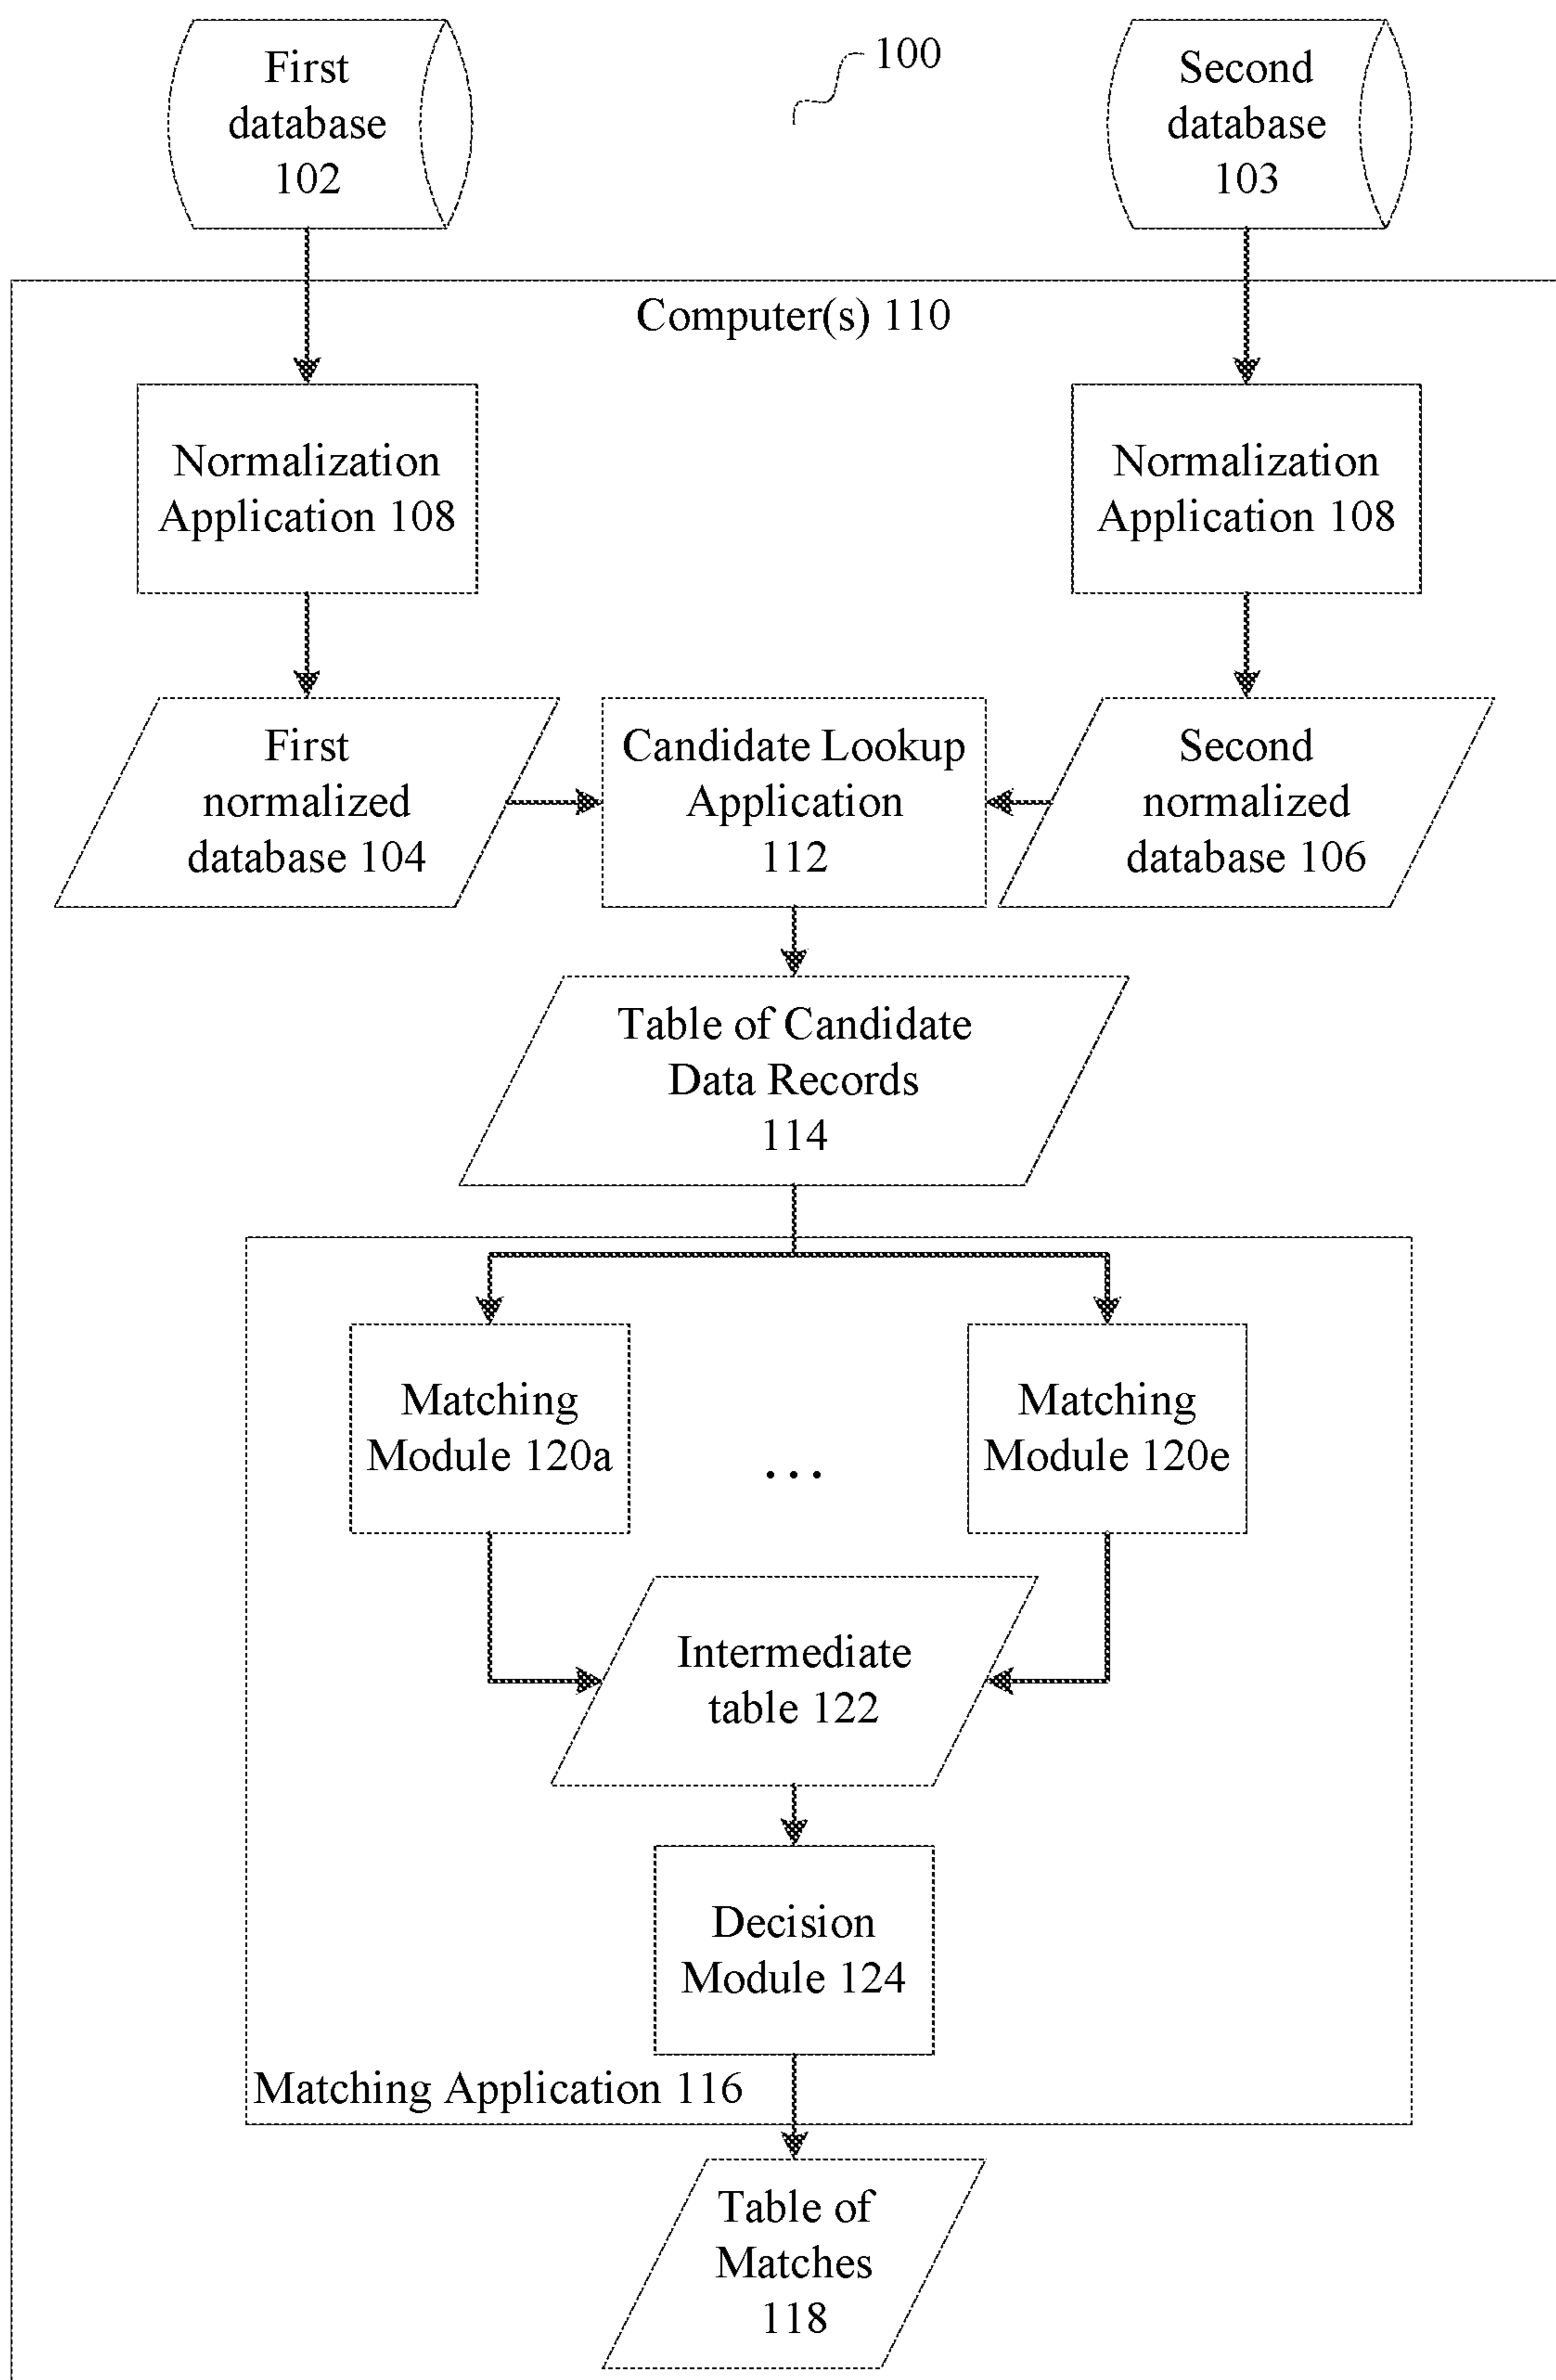 First
database
102
100
Second
database
103
Computer(s) 110
Normalization
Application 108
Normalization
Application 108
First
normalized
database 104
Candidate Lookup
Application
112
Second
normalized
database 106
Table of Candidate
Data Records
114
Matching
Module 120a
...
Matching
Module 120e
Intermediate
table 122
Decision
Module 124
Matching Application 116
Table of
Matches
118